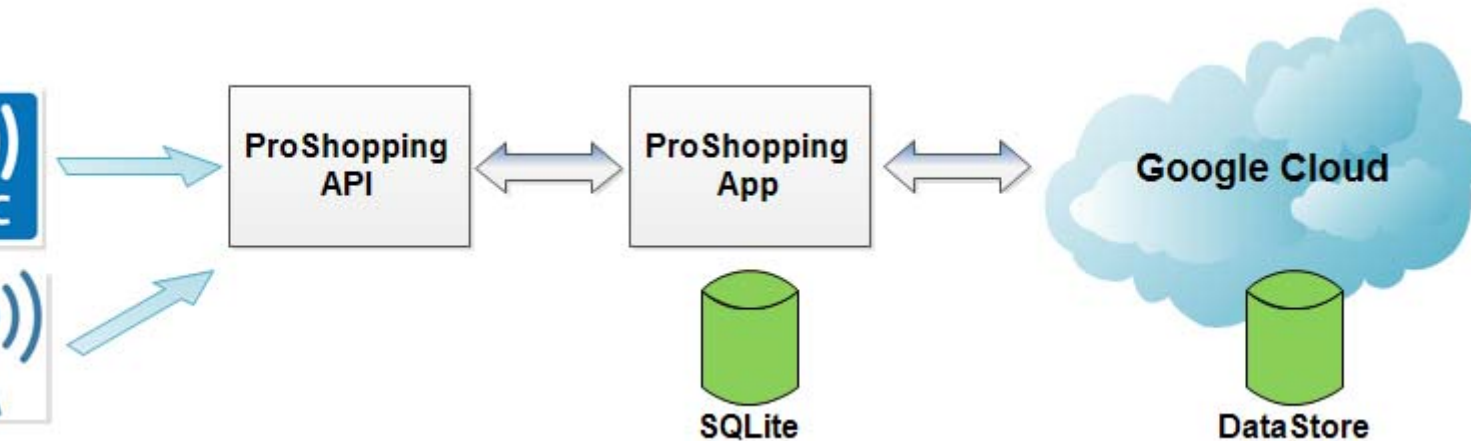 ProShopping
API
ProShopping
App
Google Cloud
SQLite
DataStore